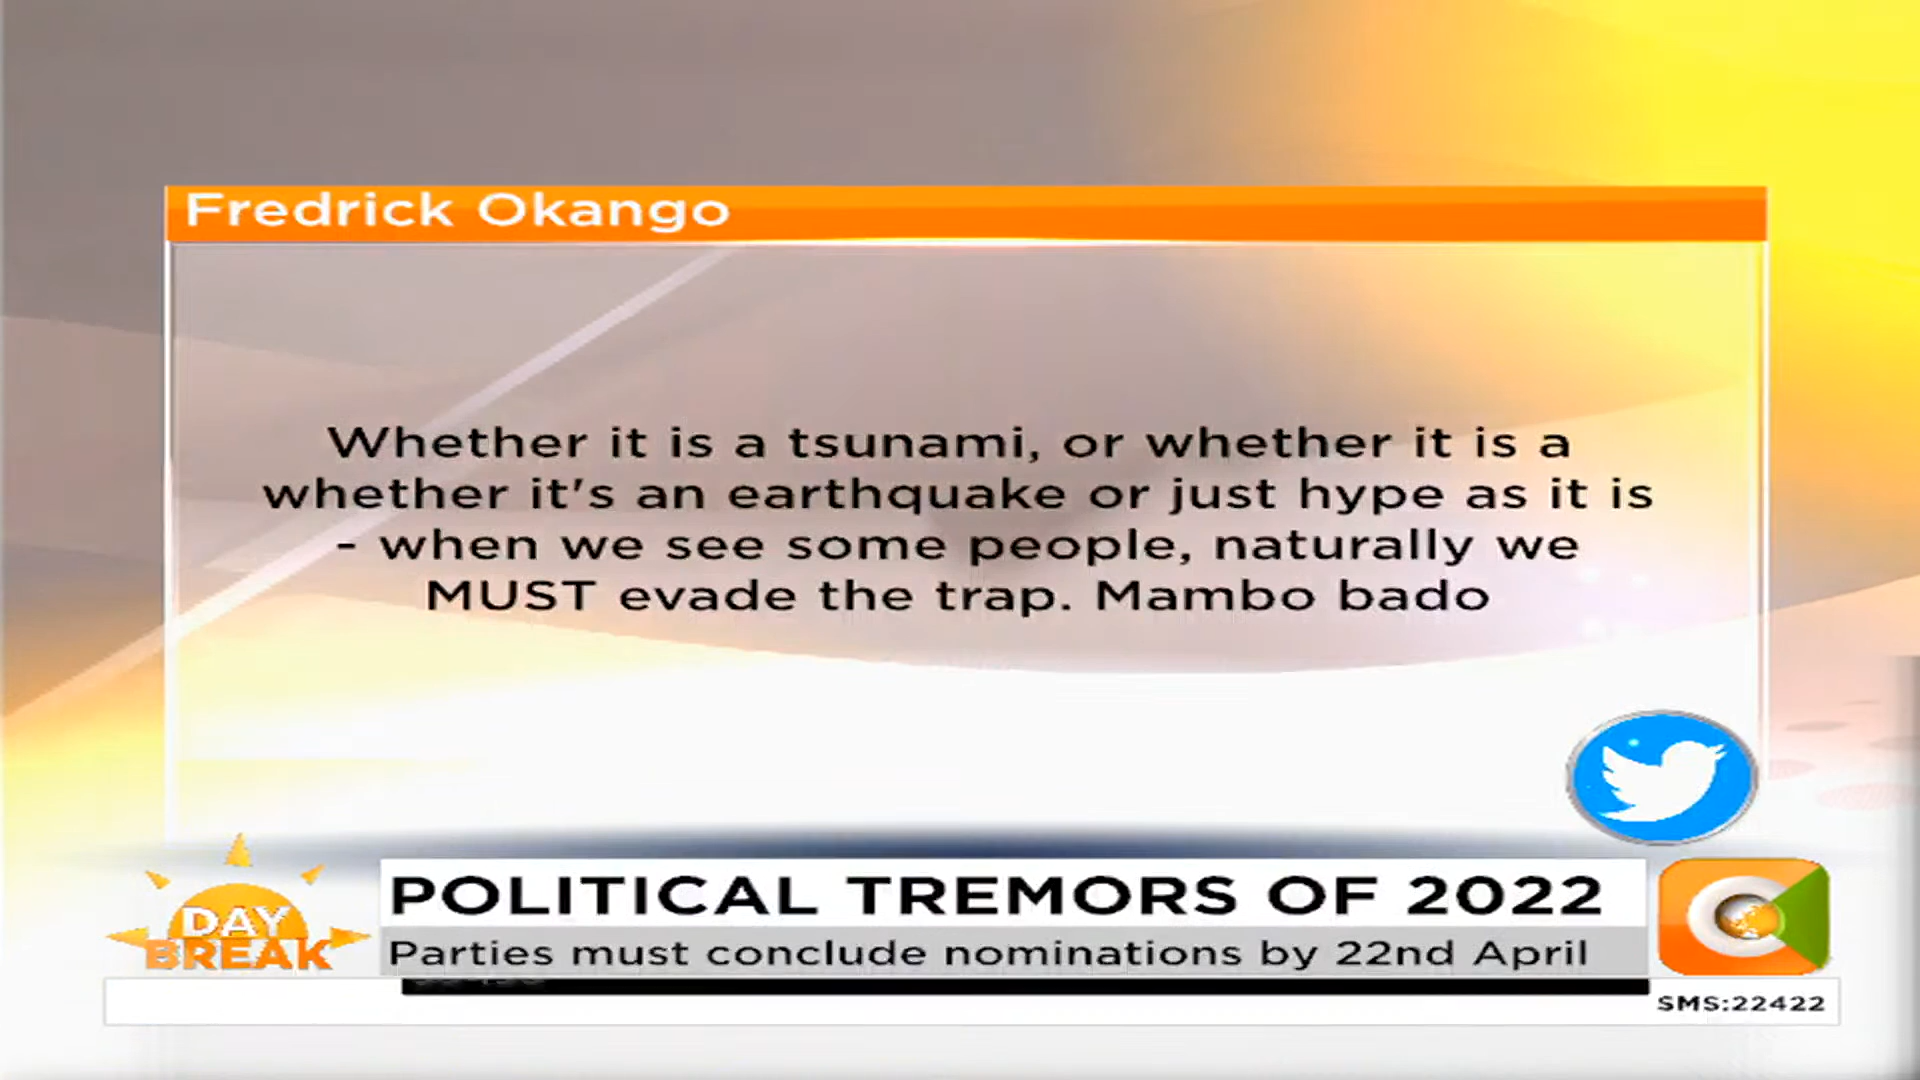 Fredrick Okango
Whether it is a tsunami, or whether it is a
whether it's an earthquake or just hype as it is
- when we see some people, naturally we
MUST evade the trap. Mambo bado
DAY
BREAK
POLITICAL TREMORS OF 2022
Parties must conclude nominations by 22nd April
SMS:22422